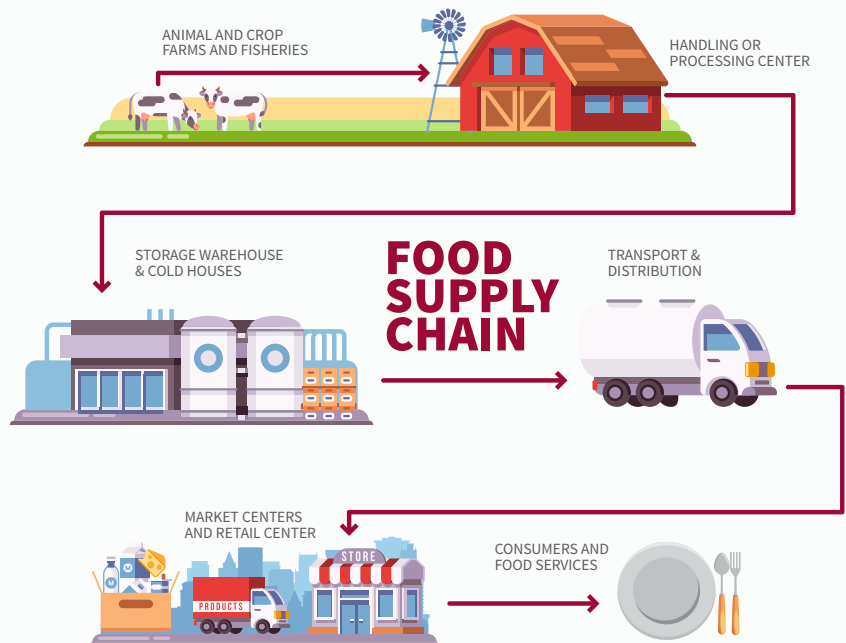 ANIMAL AND CROP
FARMS AND FISHERIES
HANDLING OR
PROCESSING CENTER
STORAGE WAREHOUSE
& COLD HOUSES
FOOD
SUPPLY
CHAIN
TRANSPORT &
DISTRIBUTION
MARKET CENTERS
AND RETAIL CENTER
STORE
M
M
PRODUCTS
CONSUMERS AND
FOOD SERVICES